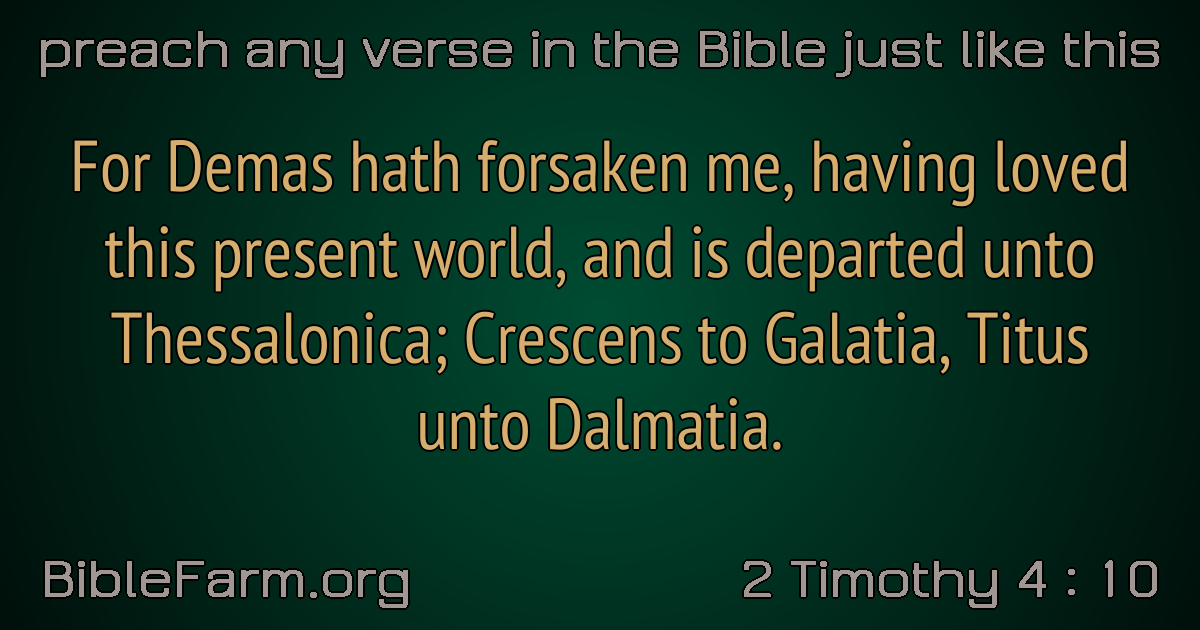 preach any verse in the Bible just like this
For Demas hath forsaken me, having loved
this present world, and is departed unto
Thessalonica; Crescens to Galatia, Titus
unto Dalmatia.
BibleFarm.org
2 Timothy 4 : 10